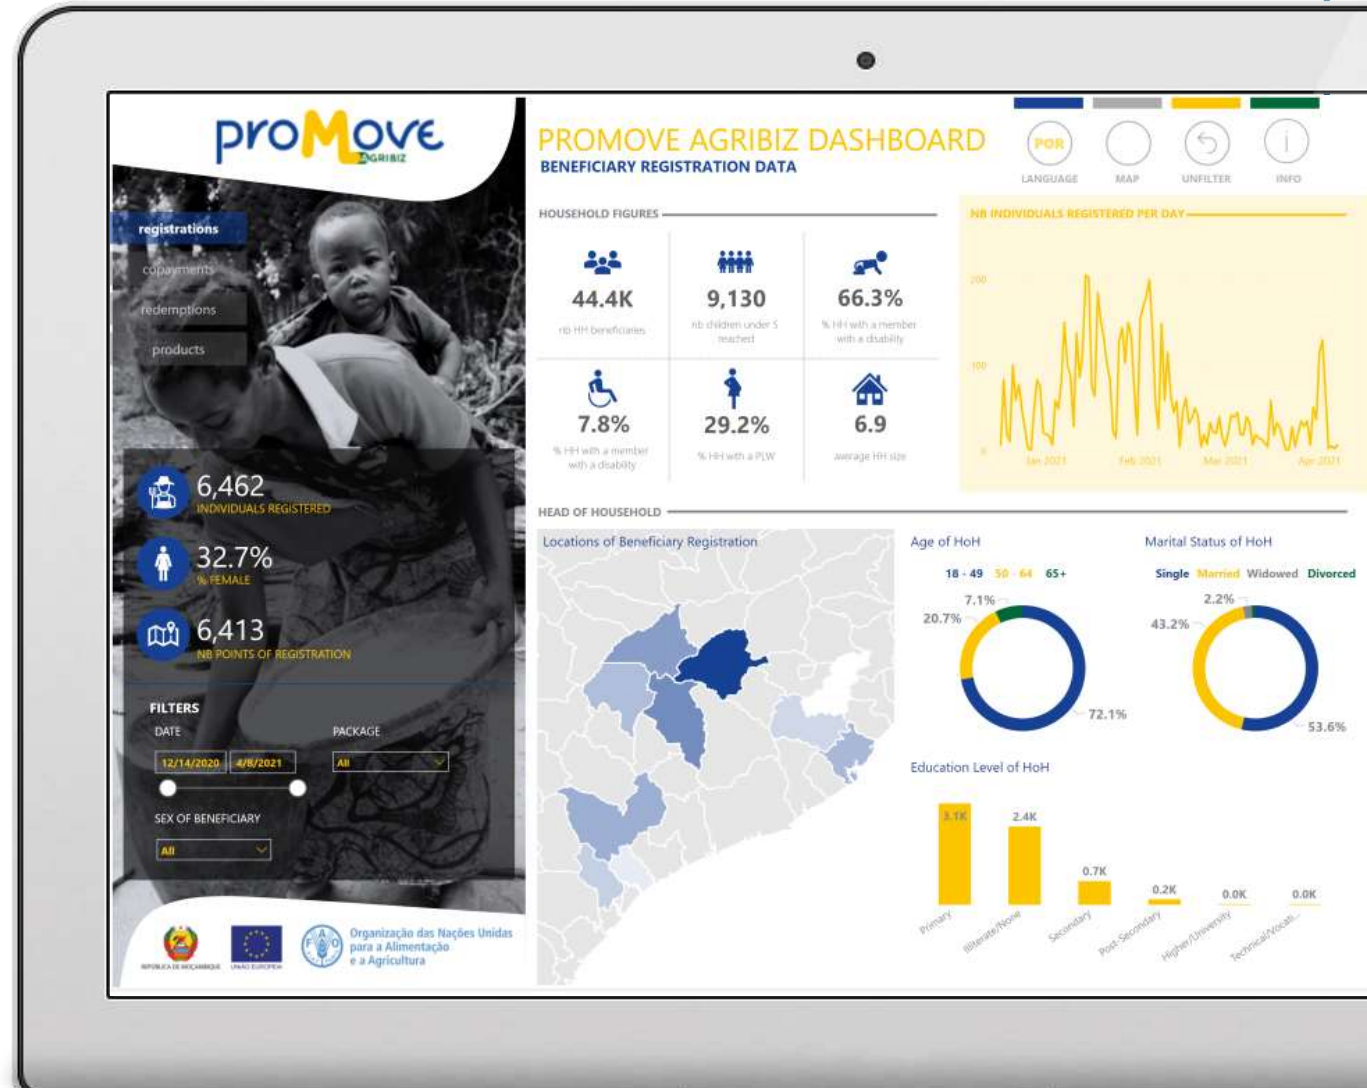 proMove
AGRIBIZ
registrations
copayments
redemptions
products
6,462
INDIVIDUALS REGISTERED
32.7%
% FEMALE
6,413
NB POINTS OF REGISTRATION
FILTERS
DATE
PACKAGE
12/14/2020
4/8/2021
All
SEX OF BENEFICIARY
All
REPÚBLICA DE MOÇAMBIQUE
UNIÃO EUROPEIA
FAO
Organização das Nações Unidas
para a Alimentação
e a Agricultura
PROMOVE AGRIBIZ DASHBOARD
BENEFICIARY REGISTRATION DATA
POR
LANGUAGE
MAP
UNFILTER
i
INFO
HOUSEHOLD FIGURES
44.4K
nb HH beneficiaries
9,130
nb children under 5
reached
66.3%
% HH with a member
with a disability
7.8%
% HH with a member
with a disability
29.2%
% HH with a PLW
6.9
average HH size
NB INDIVIDUALS REGISTERED PER DAY
200
100
0
Jan 2021
Feb 2021
Mar 2021
Apr 2021
HEAD OF HOUSEHOLD
Locations of Beneficiary Registration
Age of HoH
18 - 49 50 - 64 65+
7.1%
20.7%
72.1%
Marital Status of HoH
Single Married Widowed Divorced
2.2%
43.2%
53.6%
Education Level of HoH
3.1K
2.4K
0.7K
0.2K
0.0K
0.0K
Primary
Illiterate/None
Secondary
Post-Secondary
Higher/University
Technical/Vocati...